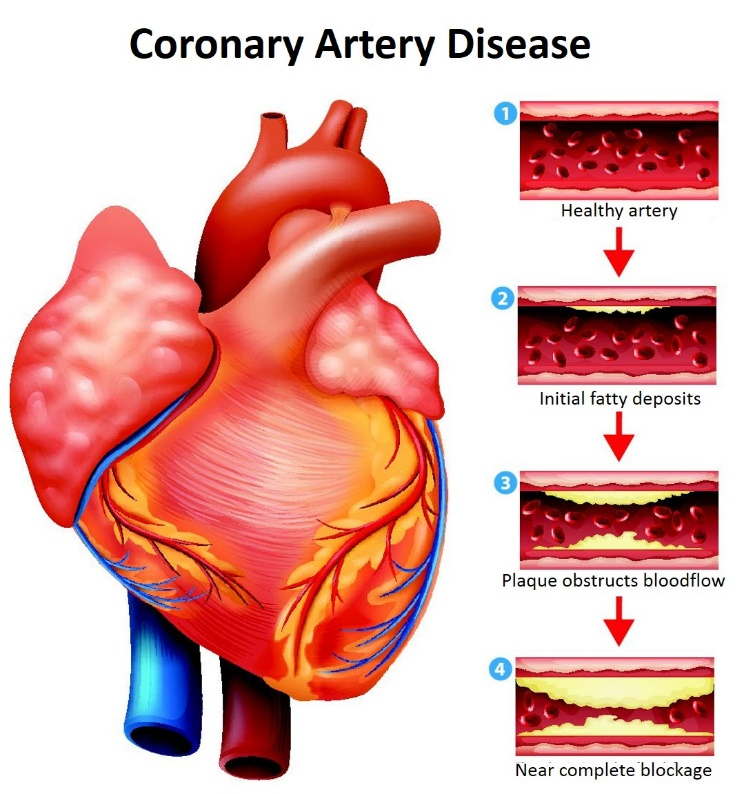 Coronary Artery Disease
1
Healthy artery
2
Initial fatty deposits
3
Plaque obstructs bloodflow
4
Near complete blockage